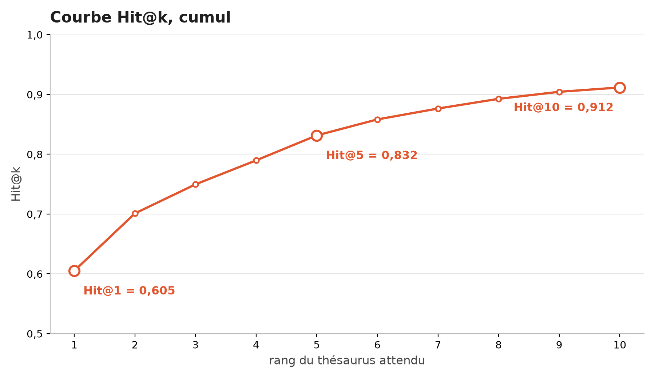 Courbe Hit@k, cumul
1,0
0,9
0,8
0,7
0,6
0,5
Hit@k
Hit@10 = 0,912
Hit@5 = 0,832
Hit@1 = 0,605
1 2 3 4 5 6 7 8 9 10
rang du thésaurus attendu